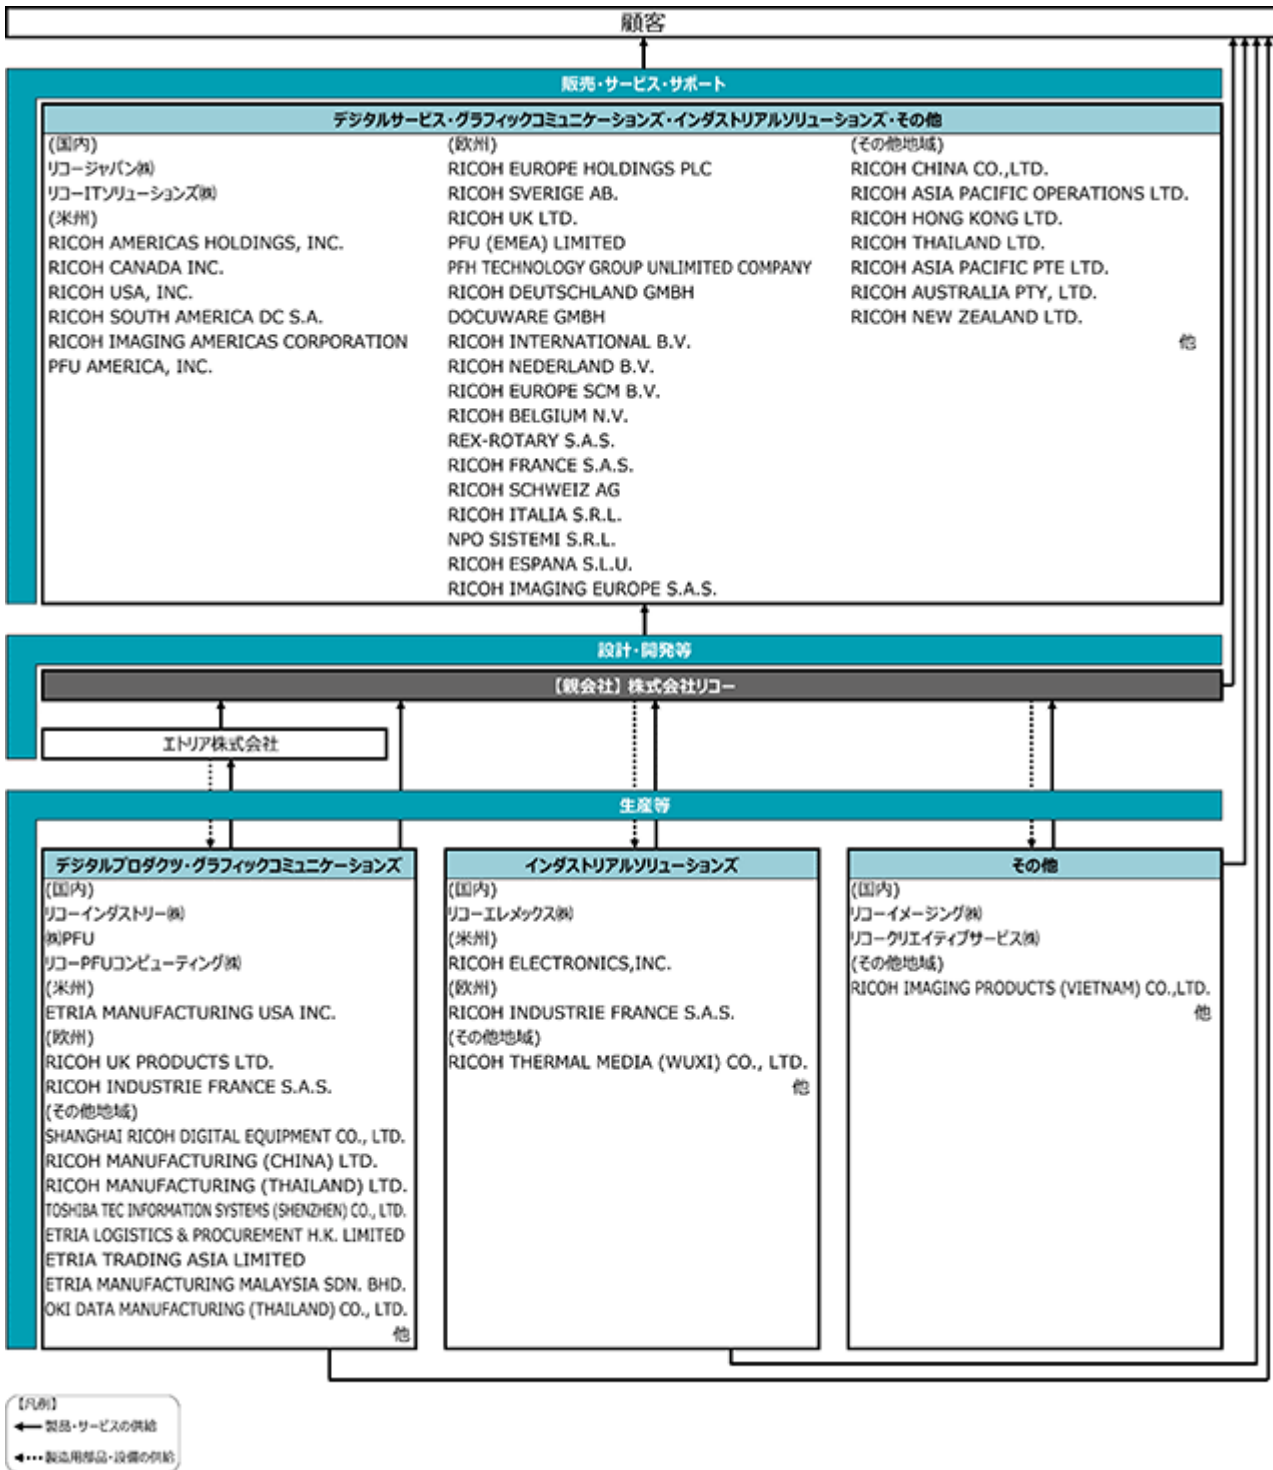 顧客
販売・サービス・サポート
デジタルサービス・グラフィックコミュニケーションズ・インダストリアルソリューションズ・その他
(国内)
リコージャパン㈱
リコーITソリューションズ㈱
(米州)
RICOH AMERICAS HOLDINGS, INC.
RICOH CANADA INC.
RICOH USA, INC.
RICOH SOUTH AMERICA DC S.A.
RICOH IMAGING AMERICAS CORPORATION
PFU AMERICA, INC.
(欧州)
RICOH EUROPE HOLDINGS PLC
RICOH SVERIGE AB.
RICOH UK LTD.
PFU (EMEA) LIMITED
PFH TECHNOLOGY GROUP UNLIMITED COMPANY
RICOH DEUTSCHLAND GMBH
DOCUWARE GMBH
RICOH INTERNATIONAL B.V.
RICOH NEDERLAND B.V.
RICOH EUROPE SCM B.V.
RICOH BELGIUM N.V.
REX-ROTARY S.A.S.
RICOH FRANCE S.A.S.
RICOH SCHWEIZ AG
RICOH ITALIA S.R.L.
NPO SISTEMI S.R.L.
RICOH ESPANA S.L.U.
RICOH IMAGING EUROPE S.A.S.
(その他地域)
RICOH CHINA CO.,LTD.
RICOH ASIA PACIFIC OPERATIONS LTD.
RICOH HONG KONG LTD.
RICOH THAILAND LTD.
RICOH ASIA PACIFIC PTE LTD.
RICOH AUSTRALIA PTY, LTD.
RICOH NEW ZEALAND LTD.
他
設計・開発等
【親会社】株式会社リコー
エトリア株式会社
生産等
デジタルプロダクツ・グラフィックコミュニケーションズ
(国内)
リコーインダストリー㈱
㈱PFU
リコーPFUコンピューティング㈱
(米州)
ETRIA MANUFACTURING USA INC.
(欧州)
RICOH UK PRODUCTS LTD.
RICOH INDUSTRIE FRANCE S.A.S.
(その他地域)
SHANGHAI RICOH DIGITAL EQUIPMENT CO., LTD.
RICOH MANUFACTURING (CHINA) LTD.
RICOH MANUFACTURING (THAILAND) LTD.
TOSHIBA TEC INFORMATION SYSTEMS (SHENZHEN) CO., LTD.
ETRIA LOGISTICS & PROCUREMENT H.K. LIMITED
ETRIA TRADING ASIA LIMITED
ETRIA MANUFACTURING MALAYSIA SDN. BHD.
OKI DATA MANUFACTURING (THAILAND) CO., LTD.
他
インダストリアルソリューションズ
(国内)
リコーエレメックス㈱
(米州)
RICOH ELECTRONICS,INC.
(欧州)
RICOH INDUSTRIE FRANCE S.A.S.
(その他地域)
RICOH THERMAL MEDIA (WUXI) CO., LTD.
他
その他
(国内)
リコーイメージング㈱
リコークリエイティブサービス㈱
(その他地域)
RICOH IMAGING PRODUCTS (VIETNAM) CO.,LTD.
他
【凡例】
製品・サービスの供給
製造用部品・設備の供給